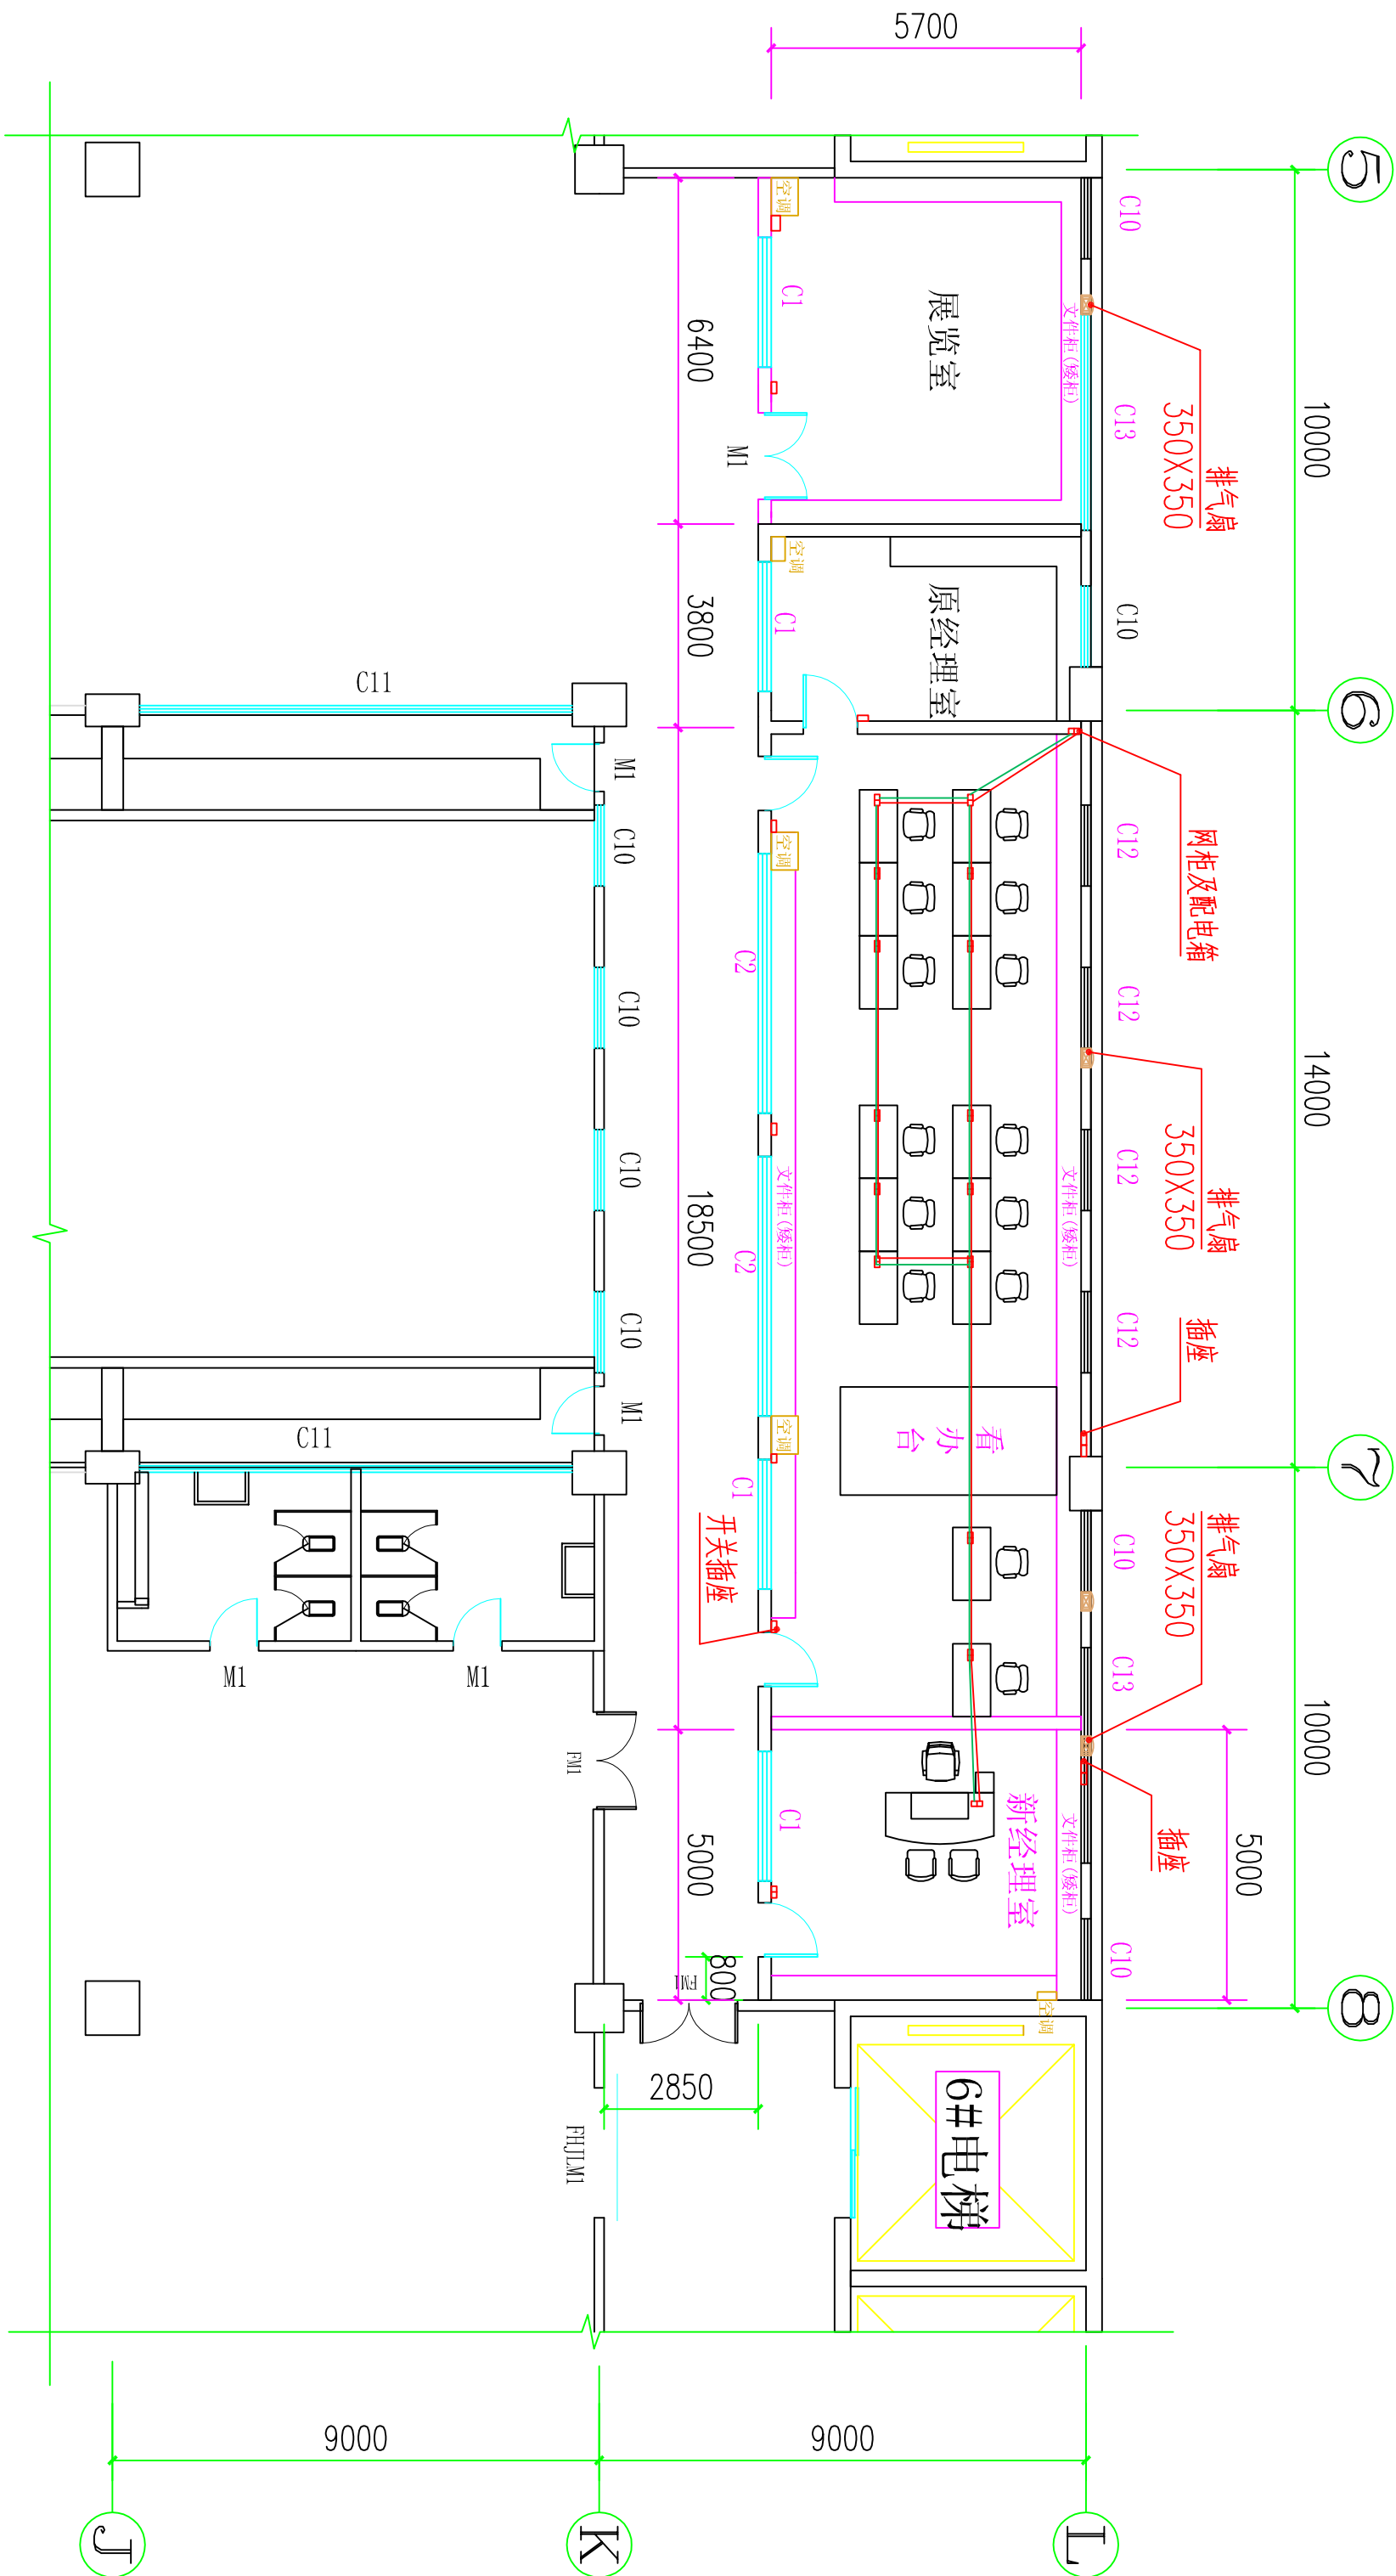 5
6
7
8
10000
14000
10000
5000
排气扇
350X350
网柜及配电箱
排气扇
350X350
插座
排气扇
350X350
插座
C10
C13
C10
C12
C12
C12
C12
C10
C13
C10
文件柜(矮柜)
文件柜(矮柜)
文件柜(矮柜)
5700
展览室
原经理室
看
办
台
新经理室
6#电梯
空调
空调
空调
空调
空调
文件柜(矮柜)
C1
C1
C2
C2
C1
C1
M1
开关插座
6400
3800
18500
5000
800
FM1
2850
M1
C10
C10
C10
C10
M1
FM1
FHJLM1
C11
C11
M1
M1
9000
9000
L
K
J